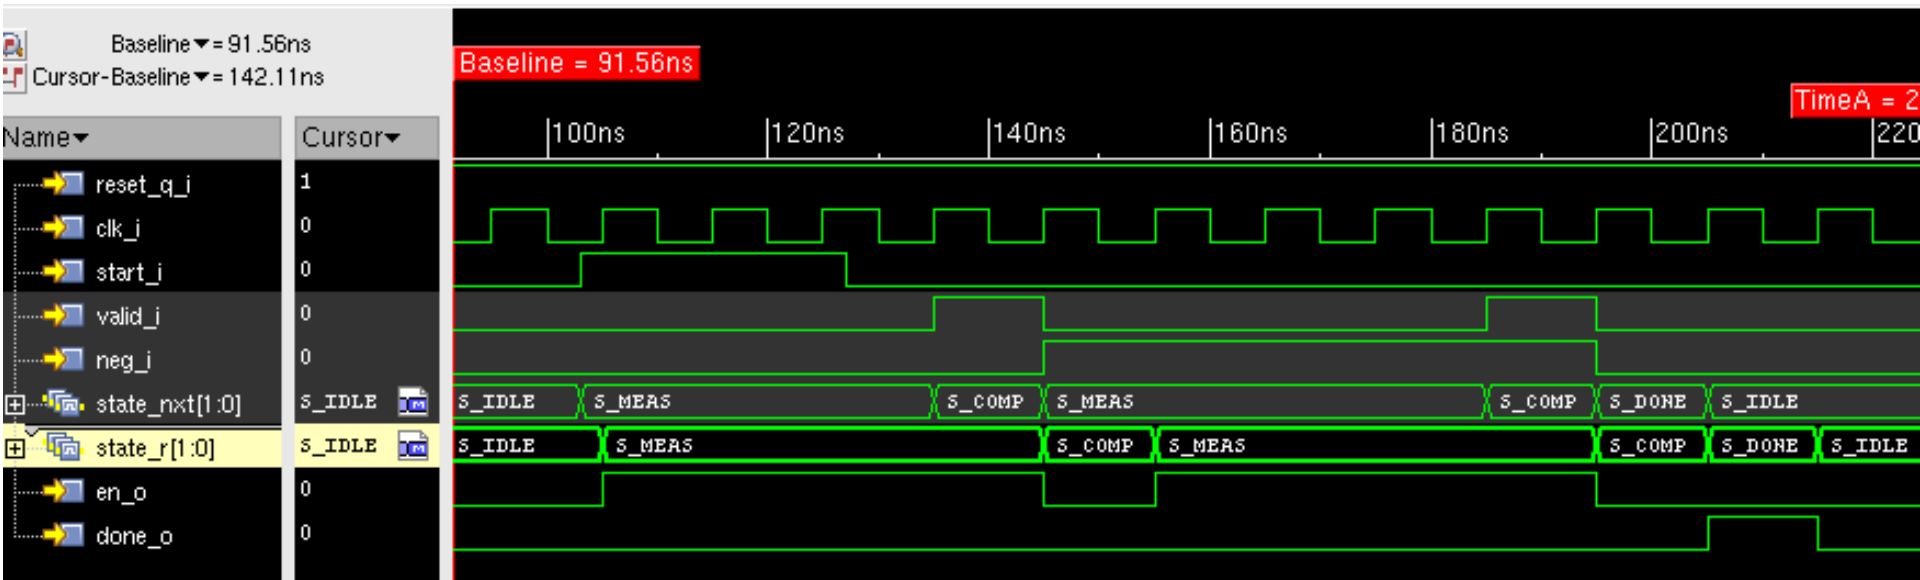 Baseline▾= 91.56ns
Cursor-Baseline▾= 142.11ns
Baseline = 91.56ns
TimeA = 2
Name▾ Cursor▾
100ns 120ns 140ns 160ns 180ns 200ns 220
reset_q_i 1
clk_i 0
start_i 0
valid_i 0
neg_i 0
state_nxt[1:0] S_IDLE S_IDLE S_MEAS S_COMP S_MEAS S_COMP S_DONE S_IDLE
state_r[1:0] S_IDLE S_IDLE S_MEAS S_COMP S_MEAS S_COMP S_DONE S_IDLE
en_o 0
done_o 0